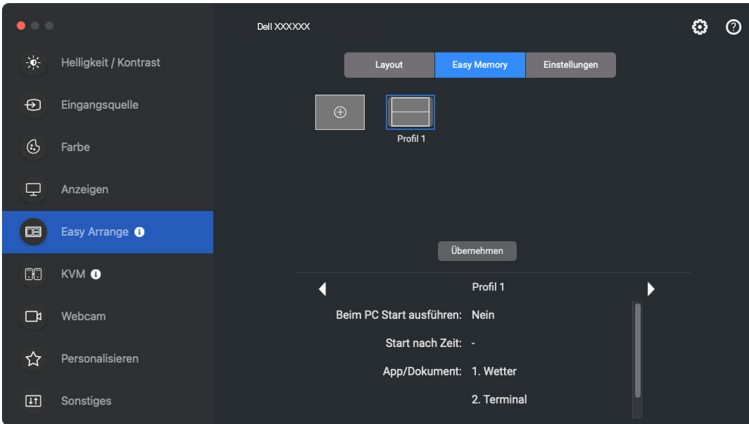 Dell XXXXXX
Helligkeit / Kontrast
Eingangsquelle
Farbe
Anzeigen
Easy Arrange
KVM
Webcam
Personalisieren
Sonstiges
Layout Easy Memory Einstellungen
Profil 1
Übernehmen
Profil 1
Beim PC Start ausführen: Nein
Start nach Zeit: -
App/Dokument: 1. Wetter
2. Terminal